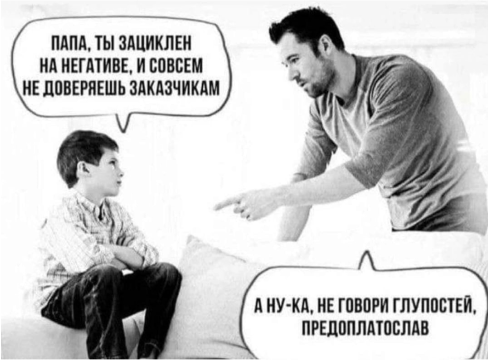 ПАПА, ТЫ ЗАЦИКЛЕН
НА НЕГАТИВЕ, И СОВСЕМ
НЕ ДОВЕРЯЕШЬ ЗАКАЗЧИКАМ
А НУ-КА, НЕ ГОВОРИ ГЛУПОСТЕЙ,
ПРЕДОПЛАТОСЛАВ